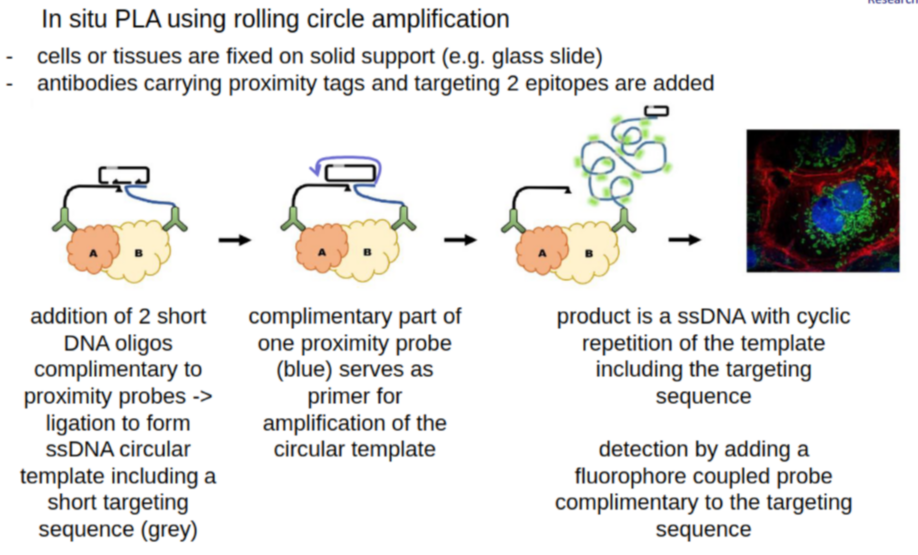 Research
In situ PLA using rolling circle amplification
- cells or tissues are fixed on solid support (e.g. glass slide)
- antibodies carrying proximity tags and targeting 2 epitopes are added
A B
A B
A B
addition of 2 short
DNA oligos
complimentary to
proximity probes ->
ligation to form
ssDNA circular
template including a
short targeting
sequence (grey)
complimentary part of
one proximity probe
(blue) serves as
primer for
amplification of the
circular template
product is a ssDNA with cyclic
repetition of the template
including the targeting
sequence
detection by adding a
fluorophore coupled probe
complimentary to the targeting
sequence